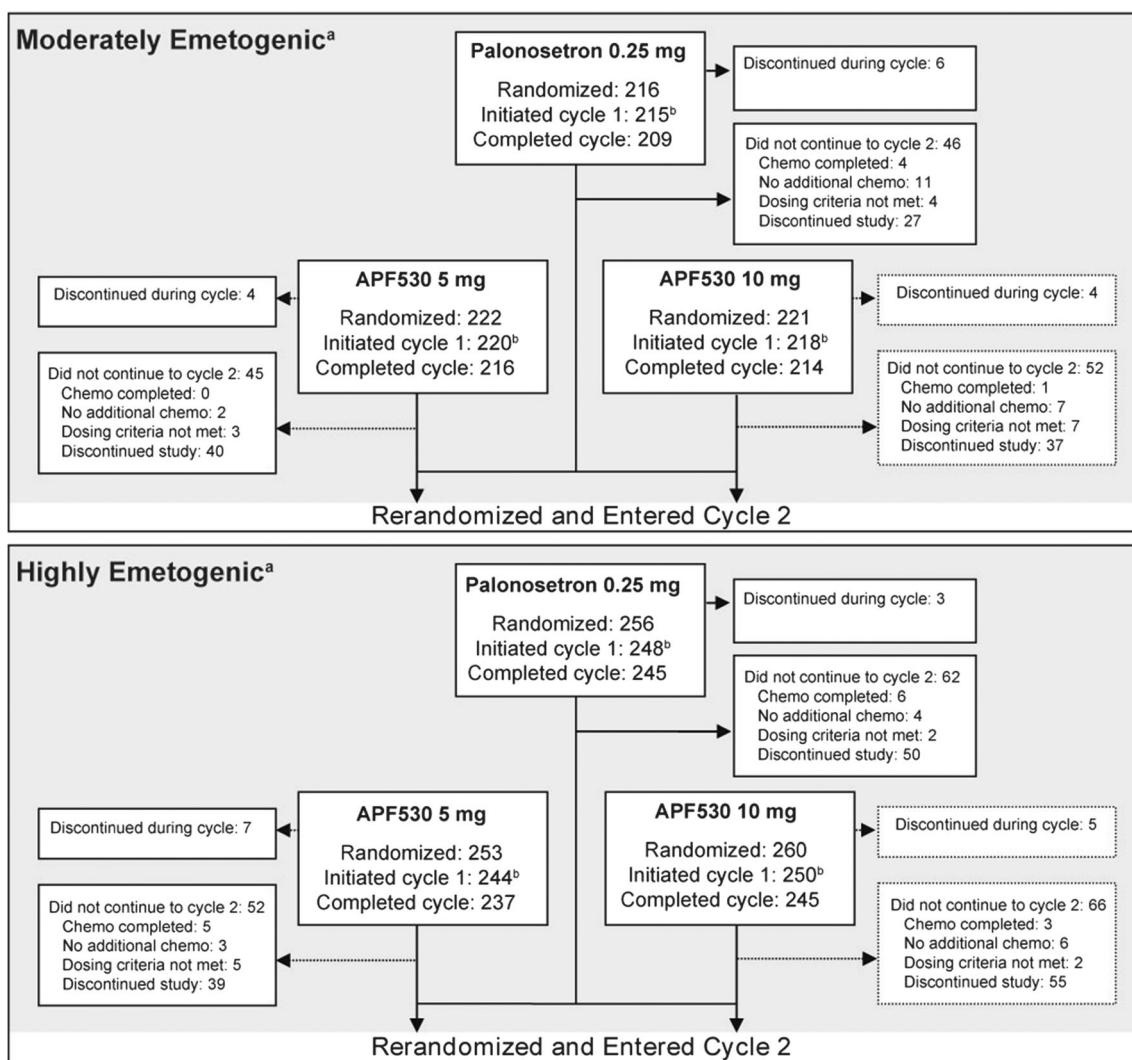 Moderately Emetogenicᵃ
Palonosetron 0.25 mg
Randomized: 216
Initiated cycle 1: 215ᵇ
Completed cycle: 209
Discontinued during cycle: 6
Did not continue to cycle 2: 46
Chemo completed: 4
No additional chemo: 11
Dosing criteria not met: 4
Discontinued study: 27
Discontinued during cycle: 4
APF530 5 mg
Randomized: 222
Initiated cycle 1: 220ᵇ
Completed cycle: 216
APF530 10 mg
Randomized: 221
Initiated cycle 1: 218ᵇ
Completed cycle: 214
Discontinued during cycle: 4
Did not continue to cycle 2: 45
Chemo completed: 0
No additional chemo: 2
Dosing criteria not met: 3
Discontinued study: 40
Did not continue to cycle 2: 52
Chemo completed: 1
No additional chemo: 7
Dosing criteria not met: 7
Discontinued study: 37
Rerandomized and Entered Cycle 2
Highly Emetogenicᵃ
Palonosetron 0.25 mg
Randomized: 256
Initiated cycle 1: 248ᵇ
Completed cycle: 245
Discontinued during cycle: 3
Did not continue to cycle 2: 62
Chemo completed: 6
No additional chemo: 4
Dosing criteria not met: 2
Discontinued study: 50
Discontinued during cycle: 7
APF530 5 mg
Randomized: 253
Initiated cycle 1: 244ᵇ
Completed cycle: 237
APF530 10 mg
Randomized: 260
Initiated cycle 1: 250ᵇ
Completed cycle: 245
Discontinued during cycle: 5
Did not continue to cycle 2: 52
Chemo completed: 5
No additional chemo: 3
Dosing criteria not met: 5
Discontinued study: 39
Did not continue to cycle 2: 66
Chemo completed: 3
No additional chemo: 6
Dosing criteria not met: 2
Discontinued study: 55
Rerandomized and Entered Cycle 2